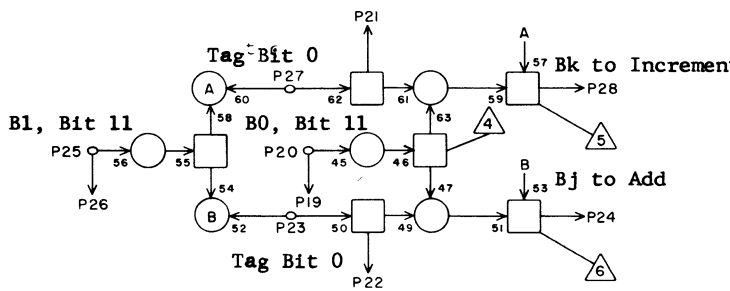 P21
Tag Bit 0
A
P27
57
Bk to Increment
A
60
62
61
59
P28
58
63
B1, Bit 11
B0, Bit 11
4
5
P25
56
55
P20
45
46
B
Bj to Add
54
47
53
P26
P19
B
52
P23
50
49
51
P24
Tag Bit 0
P22
6